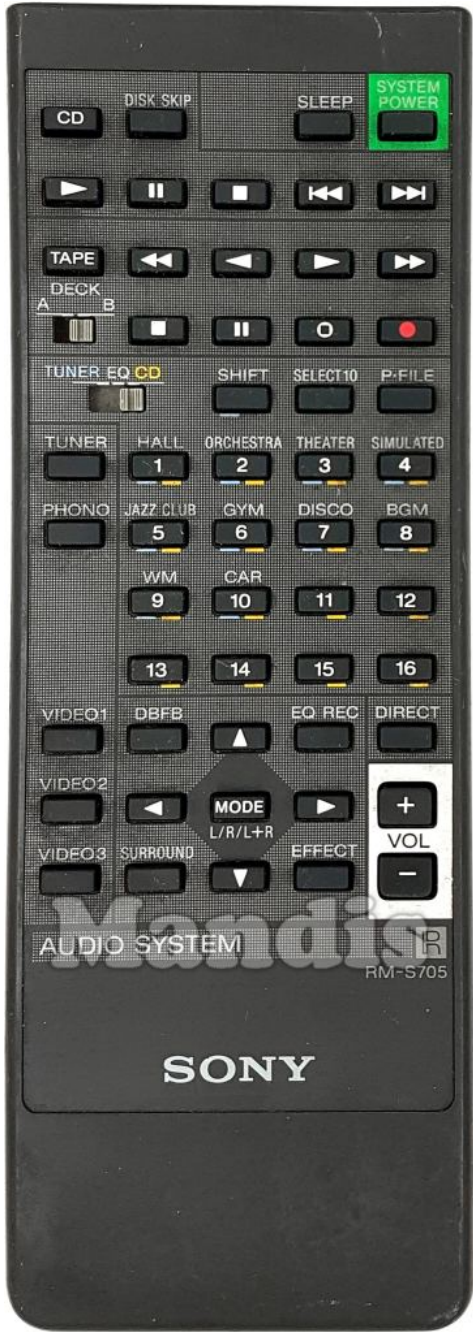 SYSTEM
DISK SKIP SLEEP POWER
CD
TAPE
DECK
A B
TUNER EQ CD SHIFT SELECT10 P·FILE
TUNER HALL ORCHESTRA THEATER SIMULATED
1 2 3 4
PHONO JAZZ CLUB GYM DISCO BGM
5 6 7 8
WM CAR
9 10 11 12
13 14 15 16
VIDEO1 DBFB EQ REC DIRECT
VIDEO2
MODE +
L/R/L+R VOL
VIDEO3 SURROUND EFFECT
−
Mandis
AUDIO SYSTEM R
RM-S705
SONY